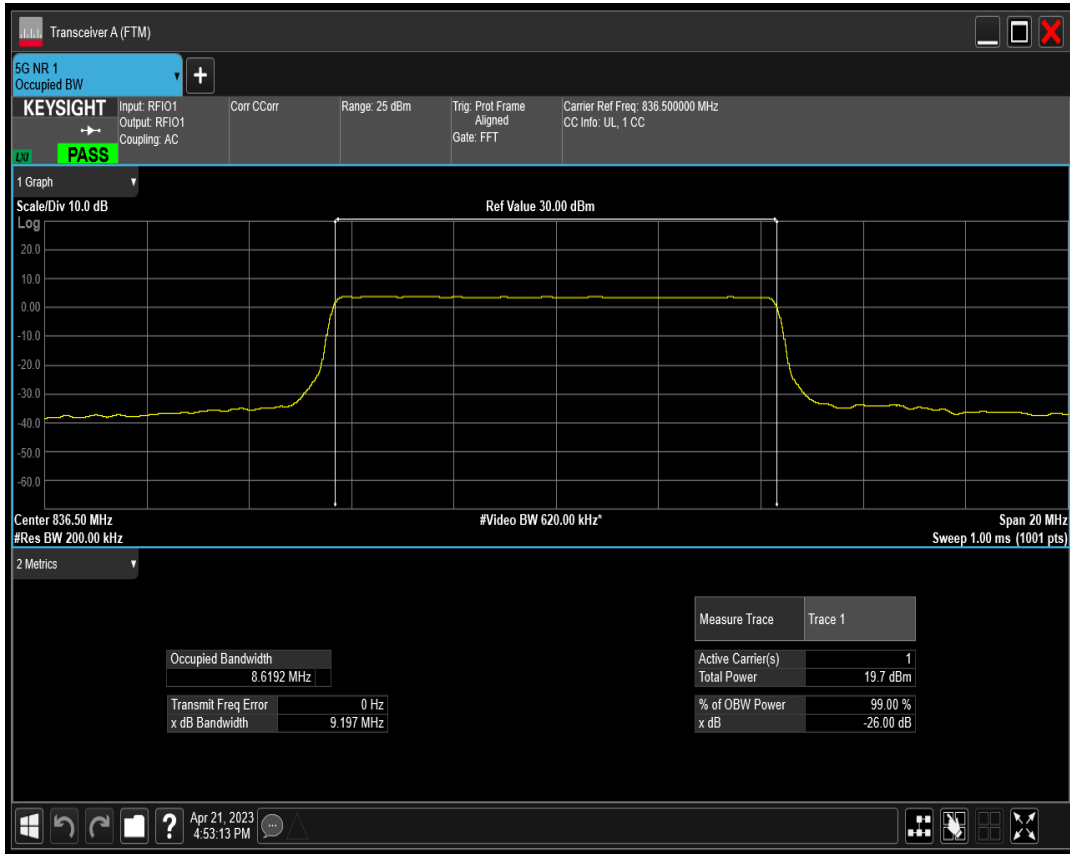 Transceiver A (FTM)
5G NR 1
Occupied BW
+
KEYSIGHT
LXI
PASS
Input: RFIO1
Output: RFIO1
Coupling: AC
Corr CCorr
Range: 25 dBm
Trig: Prot Frame
Aligned
Gate: FFT
Carrier Ref Freq: 836.500000 MHz
CC Info: UL, 1 CC
1 Graph
Scale/Div 10.0 dB
Ref Value 30.00 dBm
Log
20.0
10.0
0.00
-10.0
-20.0
-30.0
-40.0
-50.0
-60.0
Center 836.50 MHz
#Video BW 620.00 kHz*
Span 20 MHz
#Res BW 200.00 kHz
Sweep 1.00 ms (1001 pts)
2 Metrics
Measure Trace Trace 1
Occupied Bandwidth
8.6192 MHz
Active Carrier(s) 1
Total Power 19.7 dBm
Transmit Freq Error 0 Hz
x dB Bandwidth 9.197 MHz
% of OBW Power 99.00 %
x dB -26.00 dB
?
Apr 21, 2023
4:53:13 PM